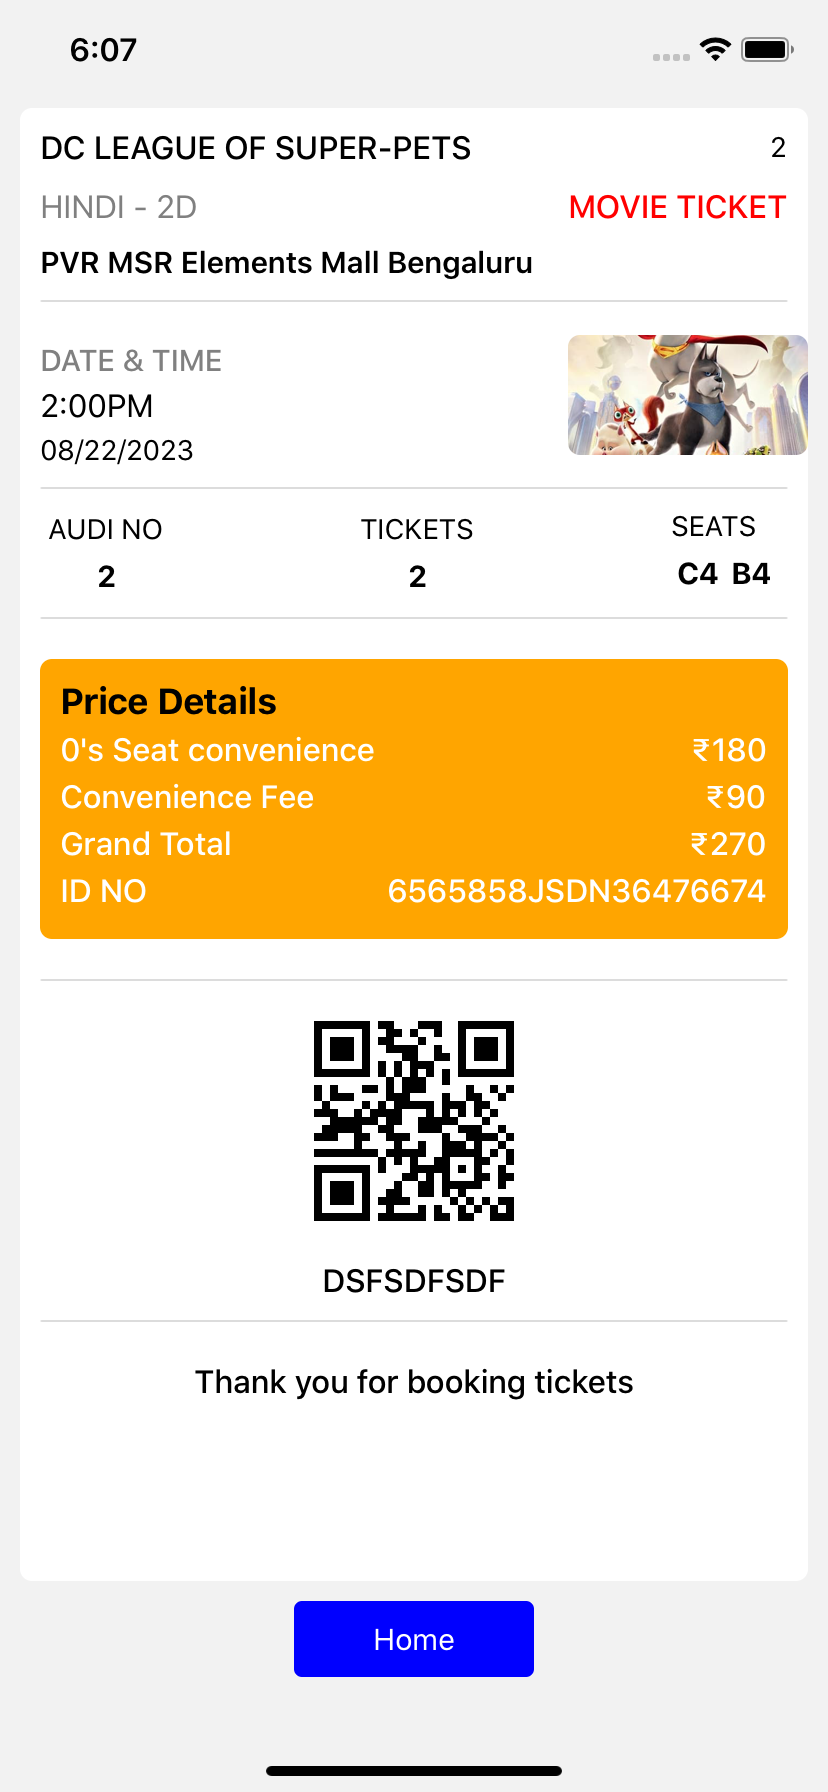 6:07
DC LEAGUE OF SUPER-PETS 2
HINDI - 2D MOVIE TICKET
PVR MSR Elements Mall Bengaluru
DATE & TIME
2:00PM
08/22/2023
AUDI NO TICKETS SEATS
2 2 C4 B4
Price Details
0's Seat convenience ₹180
Convenience Fee ₹90
Grand Total ₹270
ID NO 6565858JSDN36476674
DSFSDFSDF
Thank you for booking tickets
Home